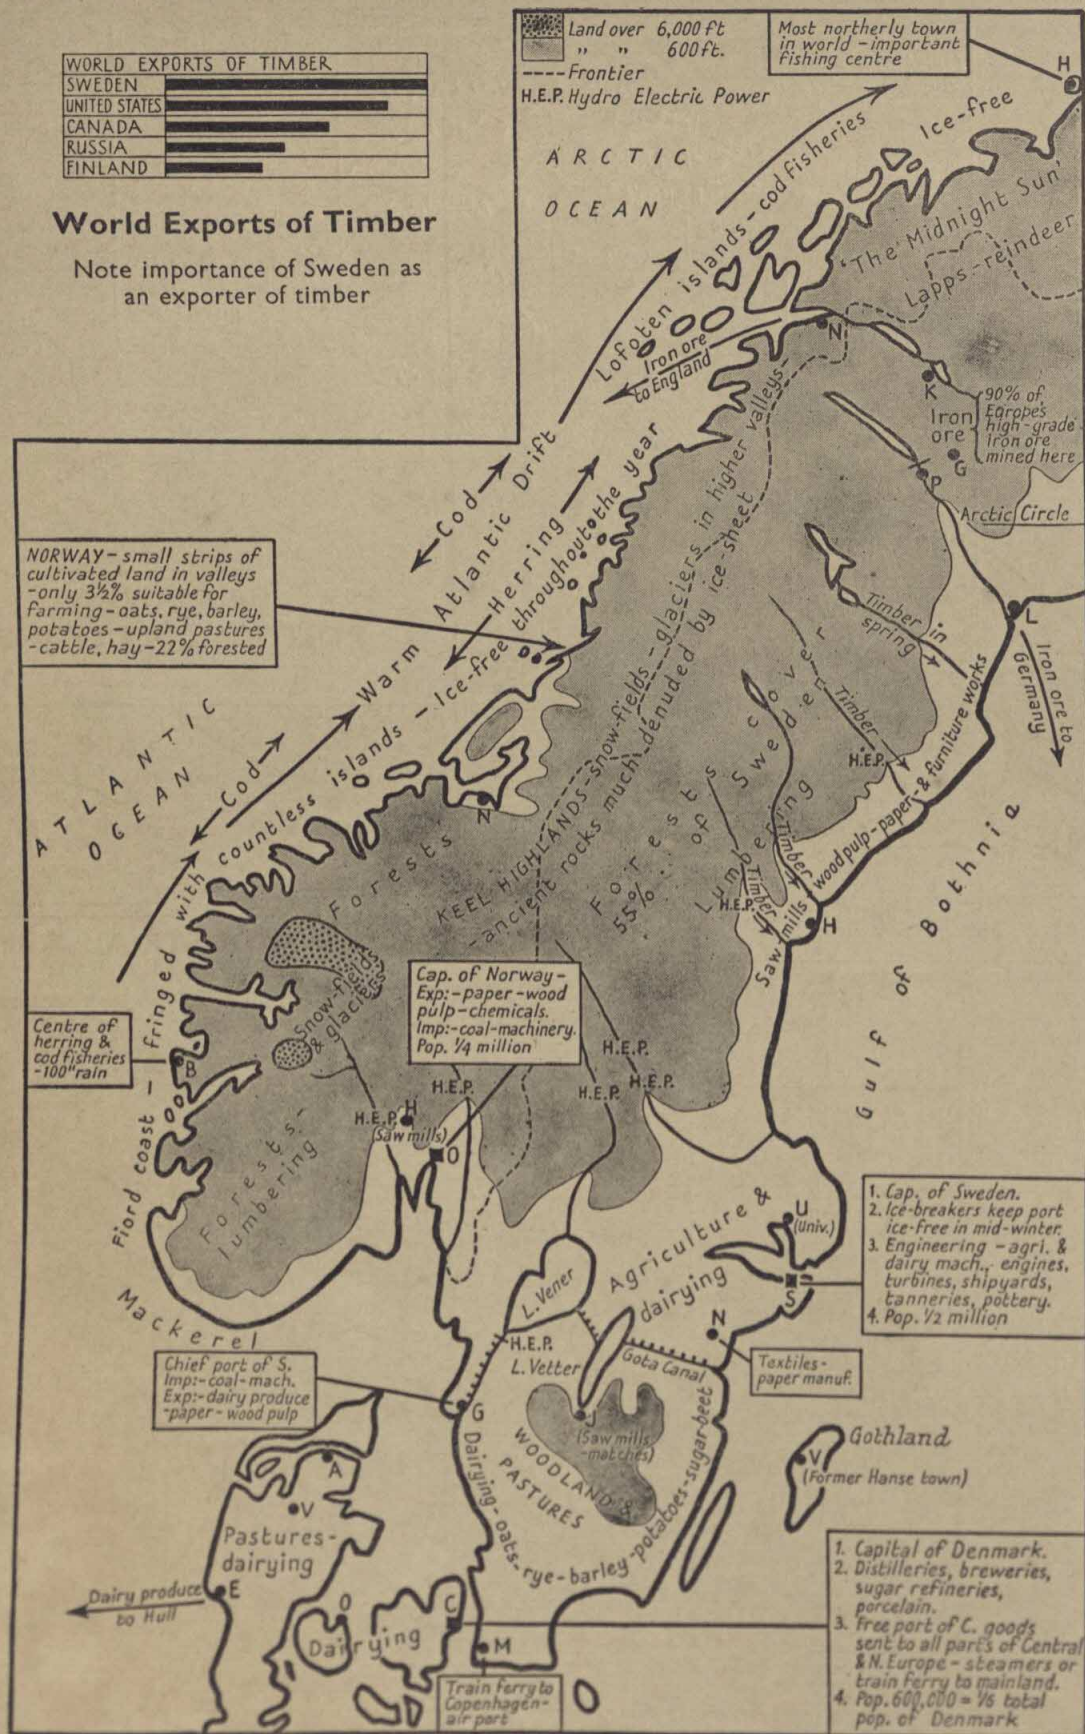 WORLD EXPORTS OF TIMBER
SWEDEN
UNITED STATES
CANADA
RUSSIA
FINLAND
World Exports of Timber
Note importance of Sweden as
an exporter of timber
Land over 6,000 ft
" " 600 ft.
Frontier
H.E.P. Hydro Electric Power
Most northerly town
in world - important
fishing centre
H
ARCTIC
OCEAN
Ice-free
Lofoten islands - cod fisheries
'The Midnight Sun'
Lapps - reindeer
N
Iron ore
to England
K
Iron
ore
G
90% of
Europe's
high-grade
Iron ore
mined here
P
Arctic Circle
Cod
Warm Atlantic Drift
Herring
NORWAY - small strips of
cultivated land in valleys
- only 3½% suitable for
farming - oats, rye, barley,
potatoes - upland pastures
- cattle, hay - 22% forested
L
Iron ore to
Germany
Timber in
spring
Timber
H.E.P.
ATLANTIC
OCEAN
Cod
Fiord coast - fringed with countless islands - Ice-free throughout the year
N
Forests
KEEL HIGHLANDS - snow-fields - glaciers in higher valleys
- ancient rocks much denuded by ice-sheet
Forests cover
55% of Sweden
Lumbering
Timber
Timber
H.E.P.
Saw mills
wood pulp - paper - & furniture works
H
Gulf of Bothnia
Snow-fields
& glaciers
Cap. of Norway -
Exp:- paper - wood
pulp - chemicals.
Imp:- coal - machinery.
Pop. ¼ million
Centre of
herring &
cod fisheries
- 100" rain
B
H.E.P.
H.E.P.
H.E.P.
H.E.P.
H.E.P.
H
(Saw mills)
O
Forests -
lumbering
Mackerel
1. Cap. of Sweden.
2. Ice-breakers keep port
ice-free in mid-winter.
3. Engineering - agri. &
dairy mach., engines,
turbines, shipyards,
tanneries, pottery.
4. Pop. ½ million
U
(Univ.)
S
Agriculture &
dairying
L. Vener
H.E.P.
L. Vetter
Gota Canal
N
Textiles -
paper manuf.
Chief port of S.
Imp:- coal - mach.
Exp:- dairy produce
- paper - wood pulp
G
J
(Saw mills
- matches)
WOODLAND &
PASTURES
Dairying - oats - rye - barley - potatoes - sugar-beet
Gothland
V
(Former Hanse town)
A
V
Pastures -
dairying
E
Dairy produce
to Hull
O
C
Dairying
M
Train ferry to
Copenhagen -
air port
1. Capital of Denmark.
2. Distilleries, breweries,
sugar refineries,
porcelain.
3. Free port of C. goods
sent to all parts of Central
& N. Europe - steamers or
train ferry to mainland.
4. Pop. 600,000 = ⅙ total
pop. of Denmark